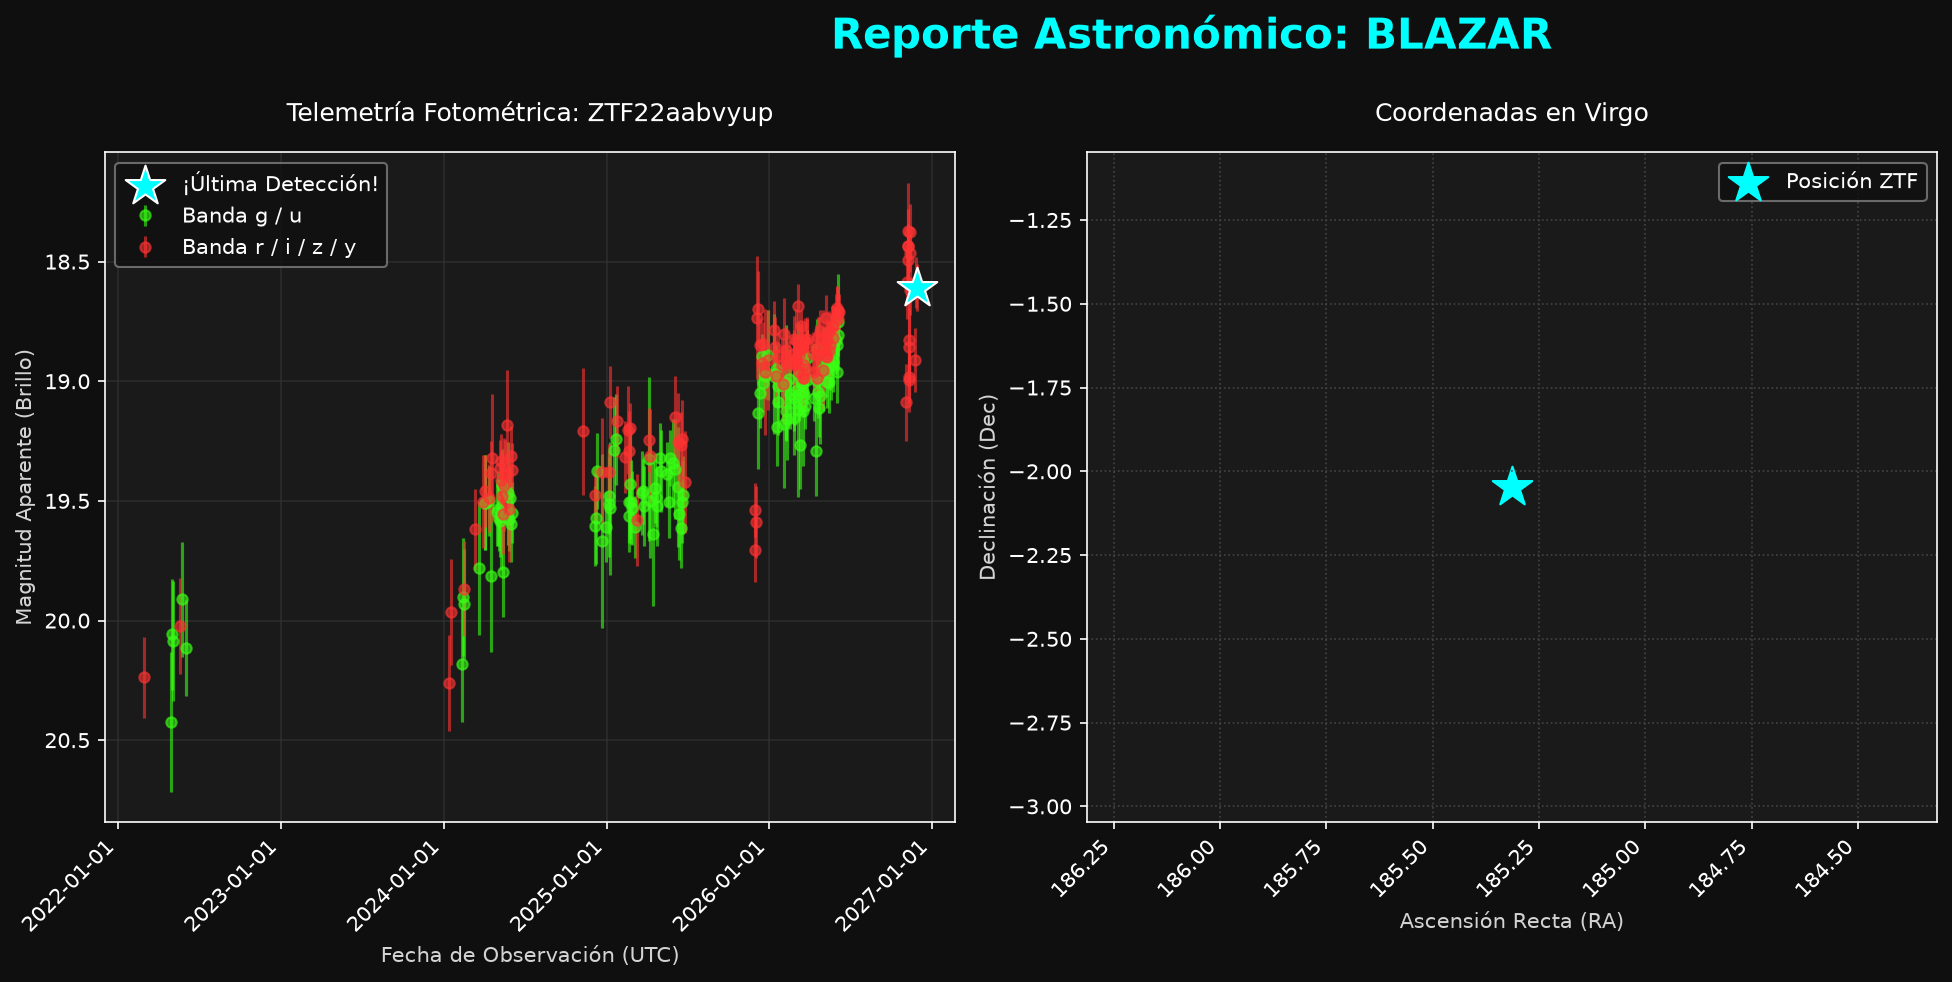 Reporte Astronómico: BLAZAR
Telemetría Fotométrica: ZTF22aabvyup
¡Última Detección!
Banda g / u
Banda r / i / z / y
Magnitud Aparente (Brillo)
18.5
19.0
19.5
20.0
20.5
2022-01-01
2023-01-01
2024-01-01
2025-01-01
2026-01-01
2027-01-01
Fecha de Observación (UTC)
Coordenadas en Virgo
Posición ZTF
Declinación (Dec)
−1.25
−1.50
−1.75
−2.00
−2.25
−2.50
−2.75
−3.00
186.25
186.00
185.75
185.50
185.25
185.00
184.75
184.50
Ascensión Recta (RA)